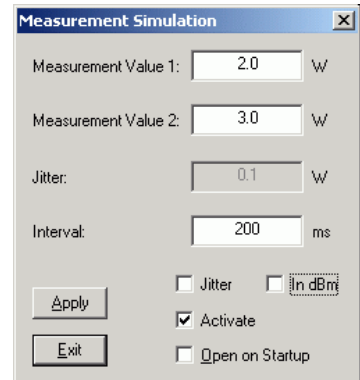 Measurement Simulation
Measurement Value 1: 2.0 W
Measurement Value 2: 3.0 W
Jitter: 0.1 W
Interval: 200 ms
Jitter In dBm
Apply
Activate
Exit
Open on Startup